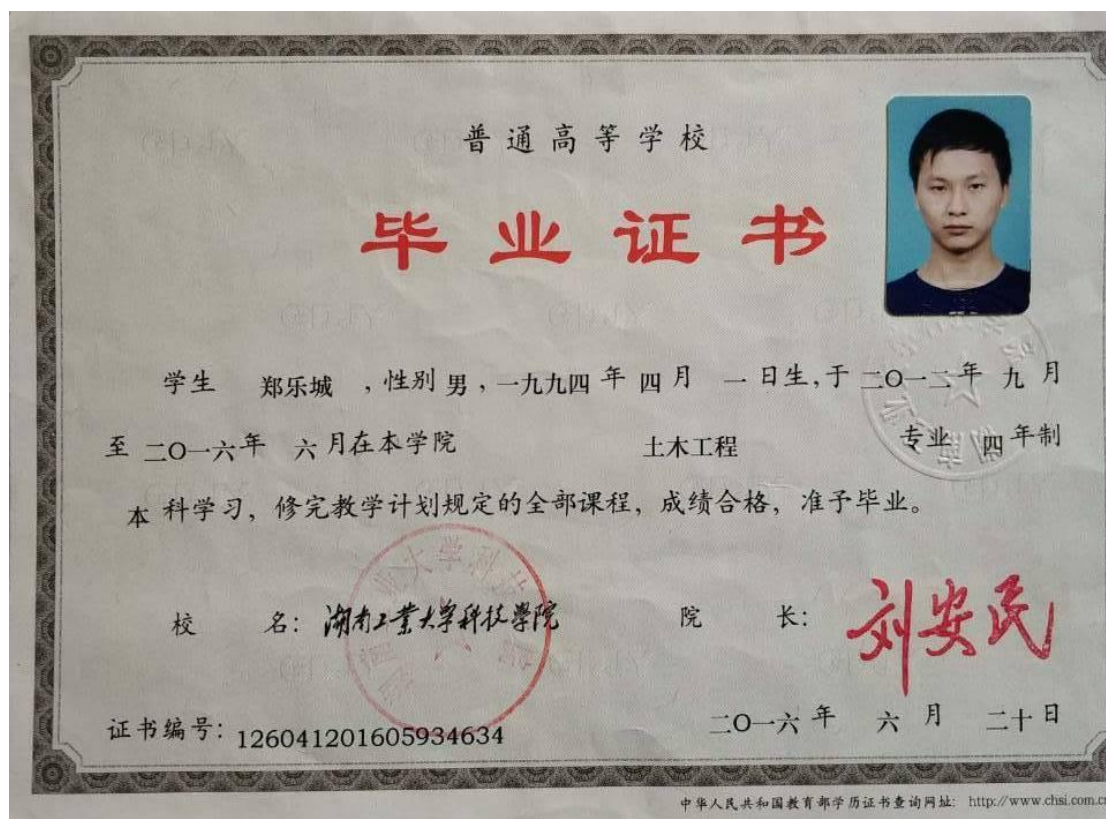 普通高等学校
毕业证书
学生 郑乐城 ，性别 男，一九九四 年 四 月 一 日生，于 二〇一二 年 九 月
至 二〇一六 年 六 月在本学院 土木工程 专业 四 年制
本 科学习，修完教学计划规定的全部课程，成绩合格，准予毕业。
校 名：湖南工業大学科技學院 院 长：刘安民
证书编号：126041201605934634 二〇一六 年 六 月 二十 日
中华人民共和国教育部学历证书查询网址：http://www.chsi.com.cn